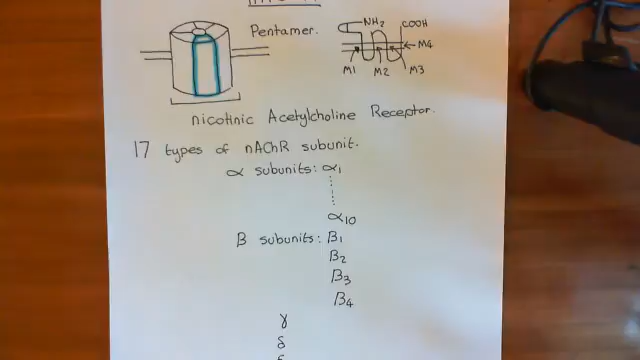 Pentamer.
NH2
COOH
M4
M1
M2
M3
nicotinic Acetylcholine Receptor.
17 types of nAChR subunit.
α subunits: α1
α10
β subunits: β1
β2
β3
β4
γ
δ